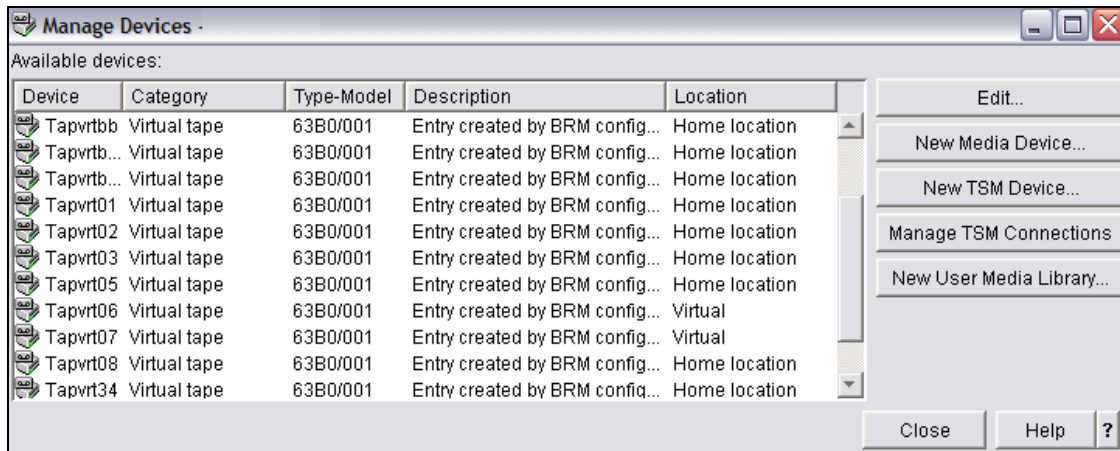 Manage Devices -
Available devices:
Device Category Type-Model Description Location
Tapvrtbb Virtual tape 63B0/001 Entry created by BRM config... Home location
Tapvrtb... Virtual tape 63B0/001 Entry created by BRM config... Home location
Tapvrtb... Virtual tape 63B0/001 Entry created by BRM config... Home location
Tapvrt01 Virtual tape 63B0/001 Entry created by BRM config... Home location
Tapvrt02 Virtual tape 63B0/001 Entry created by BRM config... Home location
Tapvrt03 Virtual tape 63B0/001 Entry created by BRM config... Home location
Tapvrt05 Virtual tape 63B0/001 Entry created by BRM config... Home location
Tapvrt06 Virtual tape 63B0/001 Entry created by BRM config... Virtual
Tapvrt07 Virtual tape 63B0/001 Entry created by BRM config... Virtual
Tapvrt08 Virtual tape 63B0/001 Entry created by BRM config... Home location
Tapvrt34 Virtual tape 63B0/001 Entry created by BRM config... Home location
Edit...
New Media Device...
New TSM Device...
Manage TSM Connections
New User Media Library...
Close Help ?